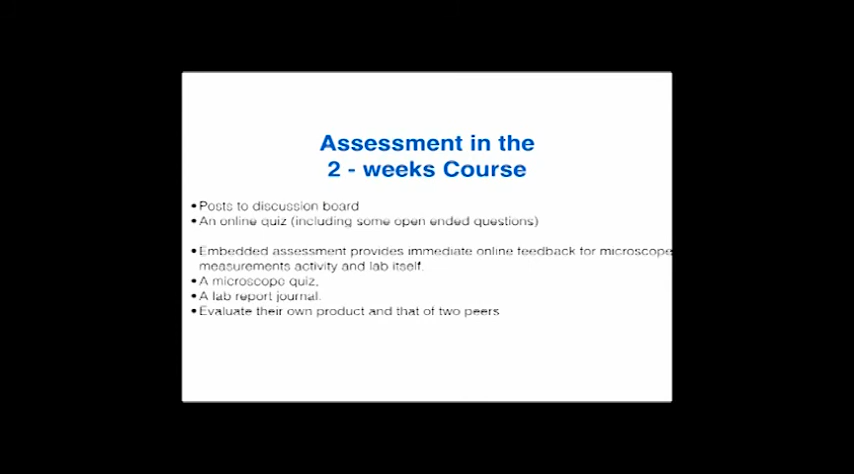 Assessment in the
2 - weeks Course
•Posts to discussion board
•An online quiz (including some open ended questions)
•Embedded assessment provides immediate online feedback for microscope
measurements activity and lab itself.
•A microscope quiz,
•A lab report journal.
•Evaluate their own product and that of two peers